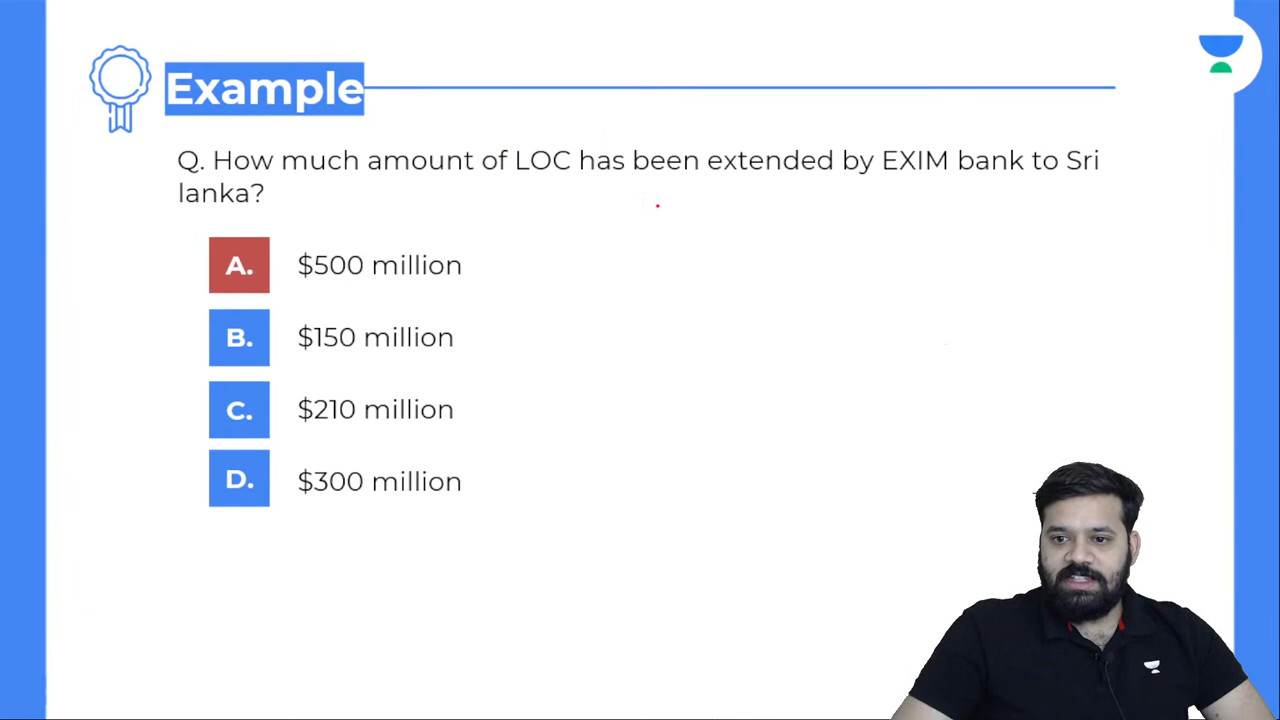 Example
Q. How much amount of LOC has been extended by EXIM bank to Sri
lanka?
A. $500 million
B. $150 million
C. $210 million
D. $300 million